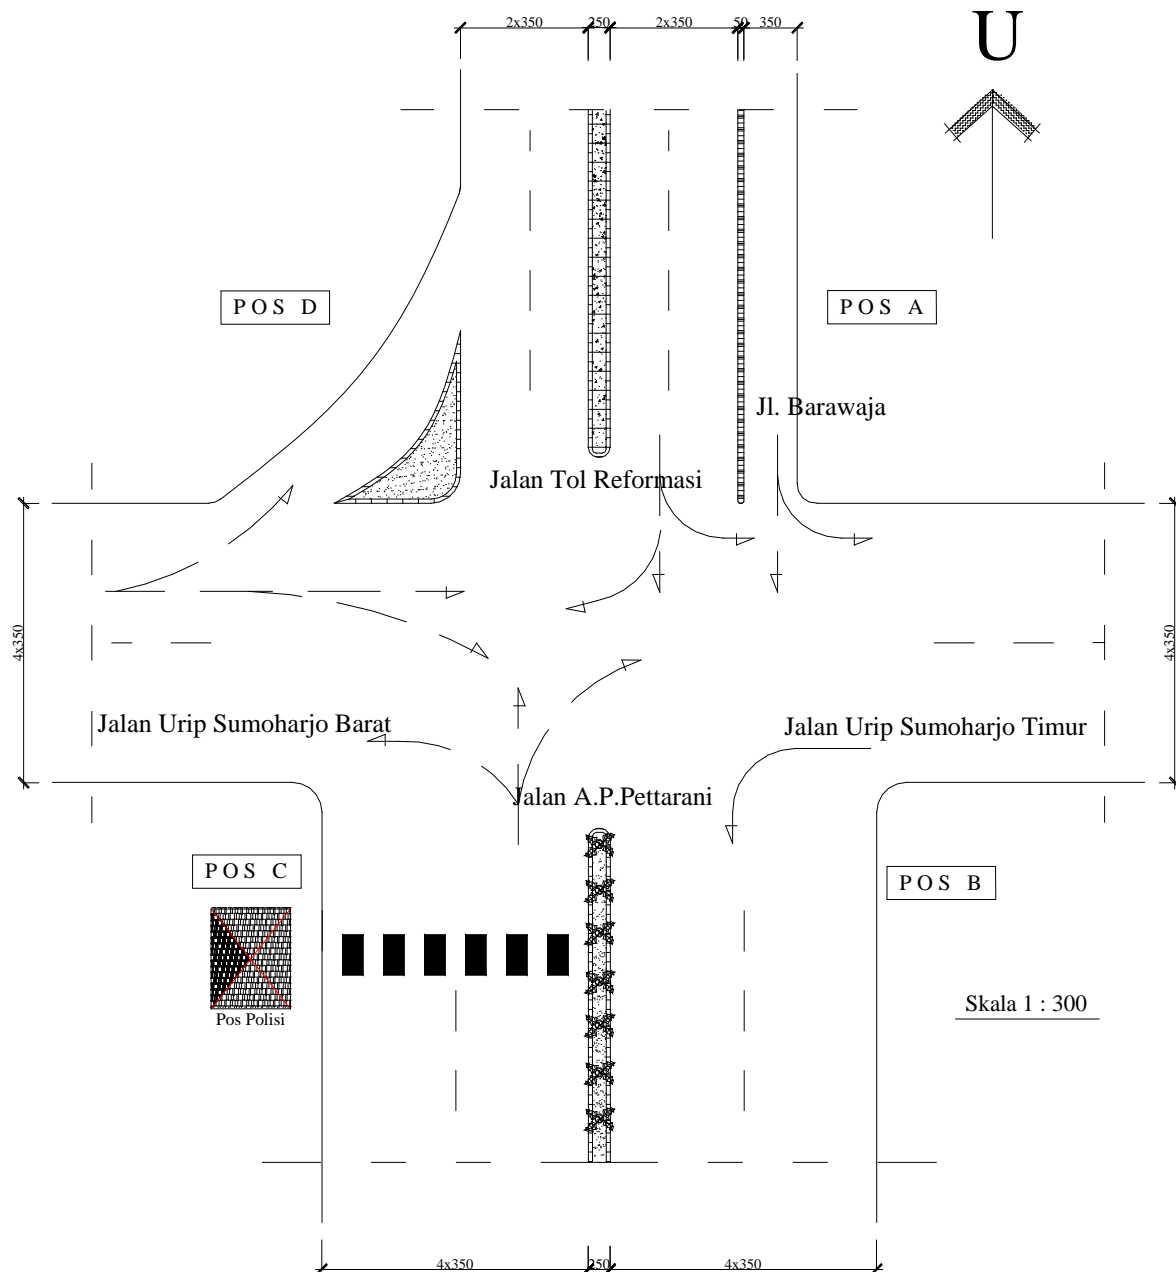 2x350 250 2x350 50 350
U
POS D
POS A
Jl. Barawaja
Jalan Tol Reformasi
4x350
4x350
Jalan Urip Sumoharjo Barat
Jalan Urip Sumoharjo Timur
Jalan A.P.Pettarani
POS C
POS B
Pos Polisi
Skala 1 : 300
4x350 250 4x350